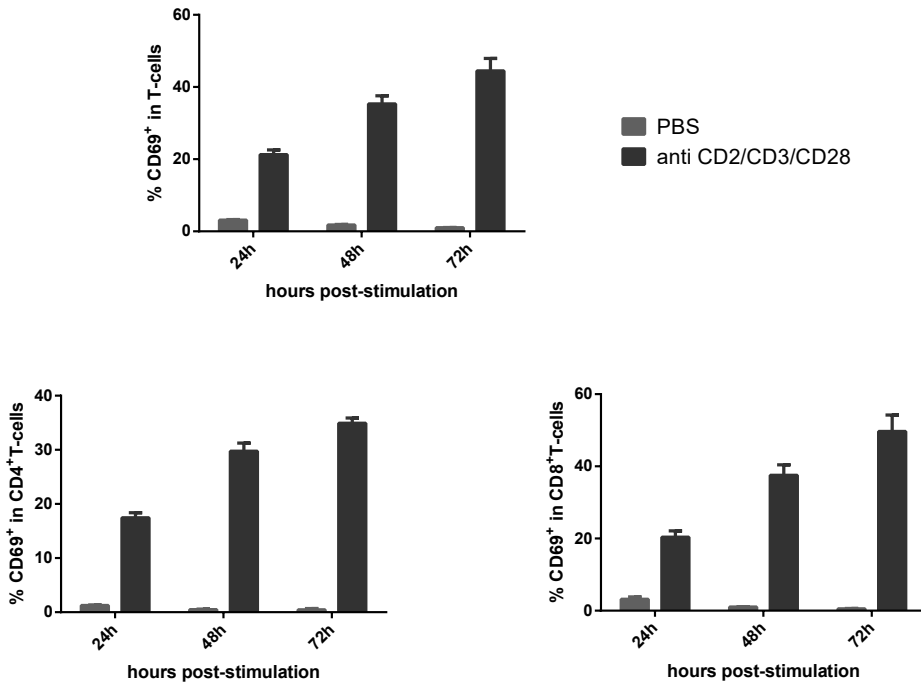 60
40
20
0
% CD69⁺ in T-cells
24h
48h
72h
hours post-stimulation
PBS
anti CD2/CD3/CD28
40
30
20
10
0
% CD69⁺ in CD4⁺T-cells
24h
48h
72h
hours post-stimulation
60
40
20
0
% CD69⁺ in CD8⁺T-cells
24h
48h
72h
hours post-stimulation